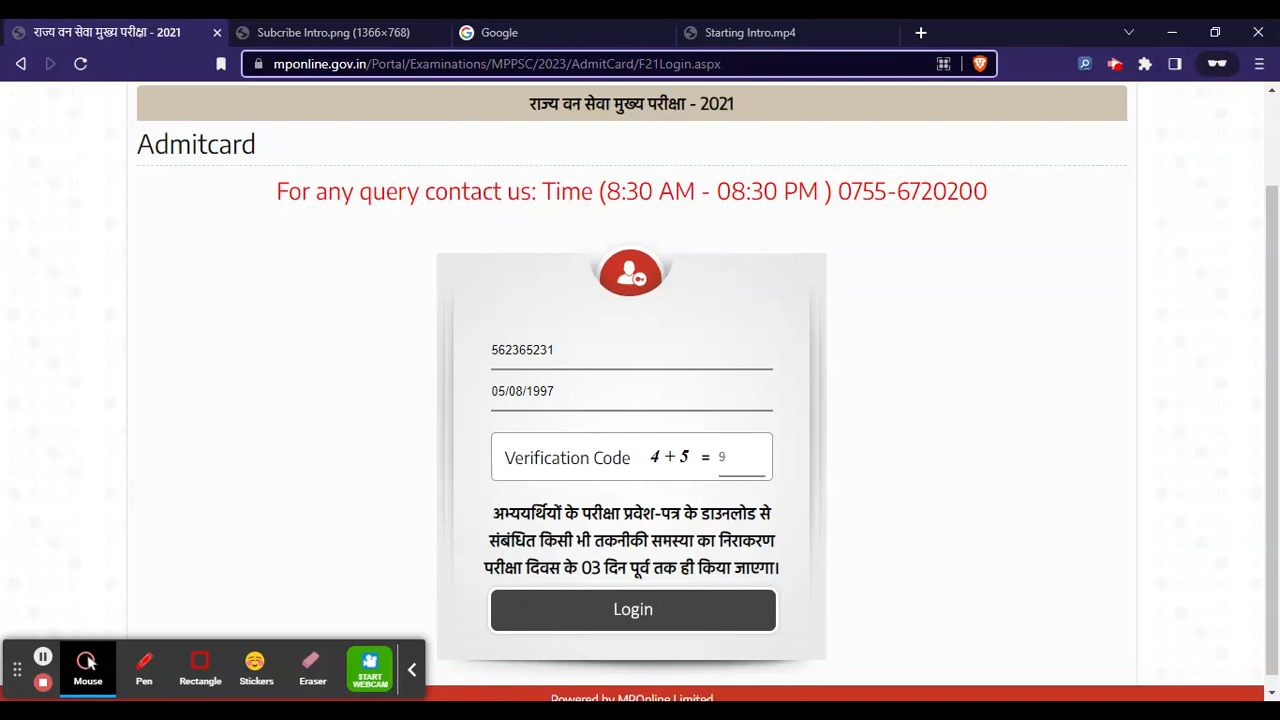 राज्य वन सेवा मुख्य परीक्षा - 2021
Subcribe Intro.png (1366×768)
Google
Starting Intro.mp4
mponline.gov.in/Portal/Examinations/MPPSC/2023/AdmitCard/F21Login.aspx
राज्य वन सेवा मुख्य परीक्षा - 2021
Admitcard
For any query contact us: Time (8:30 AM - 08:30 PM ) 0755-6720200
562365231
05/08/1997
Verification Code 4 + 5 = 9
अभ्ययर्थियों के परीक्षा प्रवेश-पत्र के डाउनलोड से
संबंधित किसी भी तकनीकी समस्या का निराकरण
परीक्षा दिवस के 03 दिन पूर्व तक ही किया जाएगा।
Login
Mouse
Pen
Rectangle
Stickers
Eraser
START
WEBCAM
Powered by MPOnline Limited